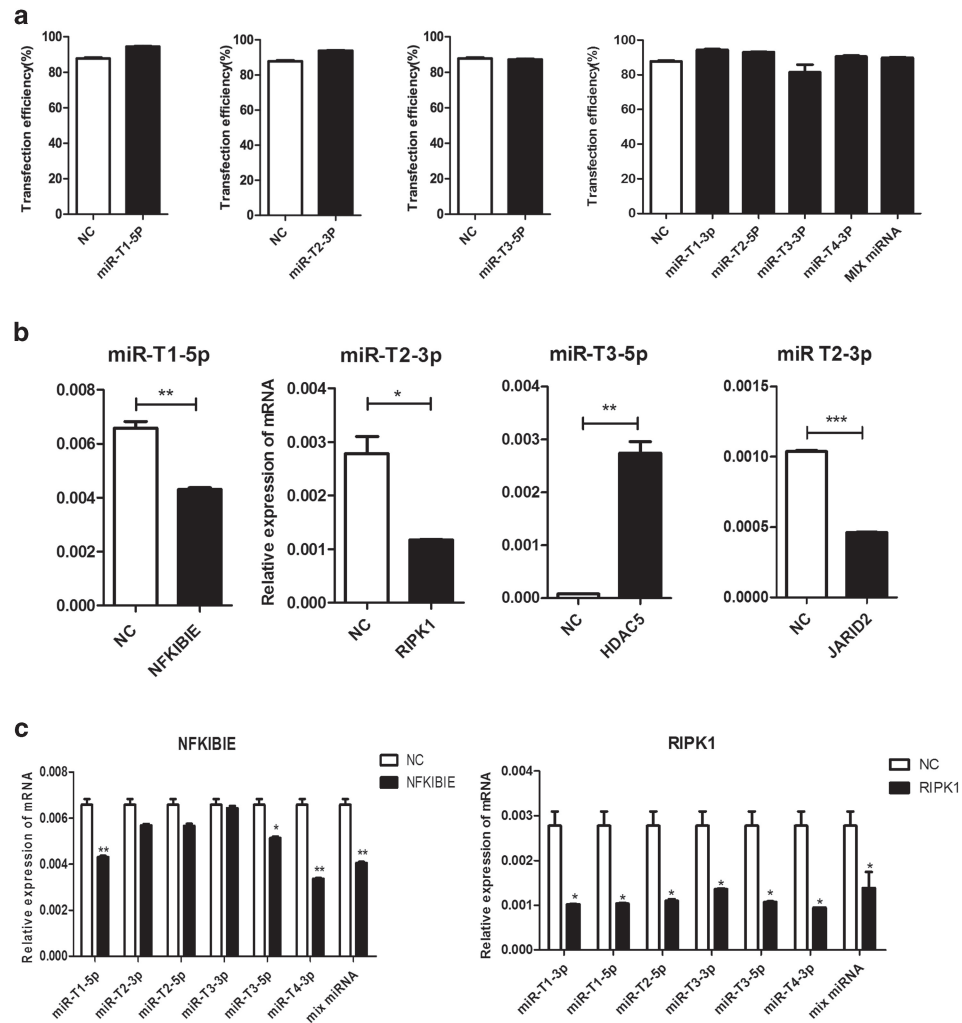 a
Transfection efficiency(%)
100
80
60
40
20
0
NC
miR-T1-5P
Transfection efficiency(%)
100
80
60
40
20
0
NC
miR-T2-3P
Transfection efficiency(%)
100
80
60
40
20
0
NC
miR-T3-5P
Transfection efficiency(%)
100
80
60
40
20
0
NC
miR-T1-3p
miR-T2-5P
miR-T3-3P
miR-T4-3P
MIX miRNA
b
miR-T1-5p
0.008
0.006
0.004
0.002
0.000
**
NC
NFKIBIE
miR-T2-3p
Relative expression of mRNA
0.004
0.003
0.002
0.001
0.000
*
NC
RIPK1
miR-T3-5p
0.004
0.003
0.002
0.001
0.000
**
NC
HDAC5
miR T2-3p
0.0015
0.0010
0.0005
0.0000
***
NC
JARID2
c
NFKIBIE
NC
NFKIBIE
Relative expression of mRNA
0.008
0.006
0.004
0.002
0.000
**
*
**
**
miR-T1-5p
miR-T2-3p
miR-T2-5p
miR-T3-3p
miR-T3-5p
miR-T4-3p
mix miRNA
RIPK1
NC
RIPK1
Relative expression of mRNA
0.004
0.003
0.002
0.001
0.000
*
*
*
*
*
*
*
miR-T1-3p
miR-T1-5p
miR-T2-5p
miR-T3-3p
miR-T3-5p
miR-T4-3p
mix miRNA